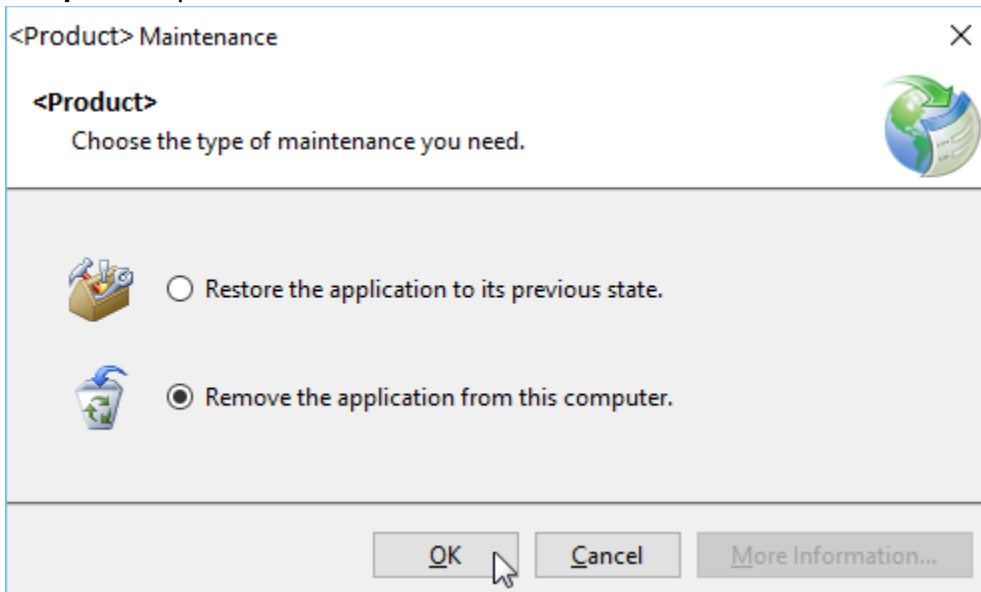 <Product> Maintenance
<Product>
Choose the type of maintenance you need.
Restore the application to its previous state.
Remove the application from this computer.
OK Cancel More Information...